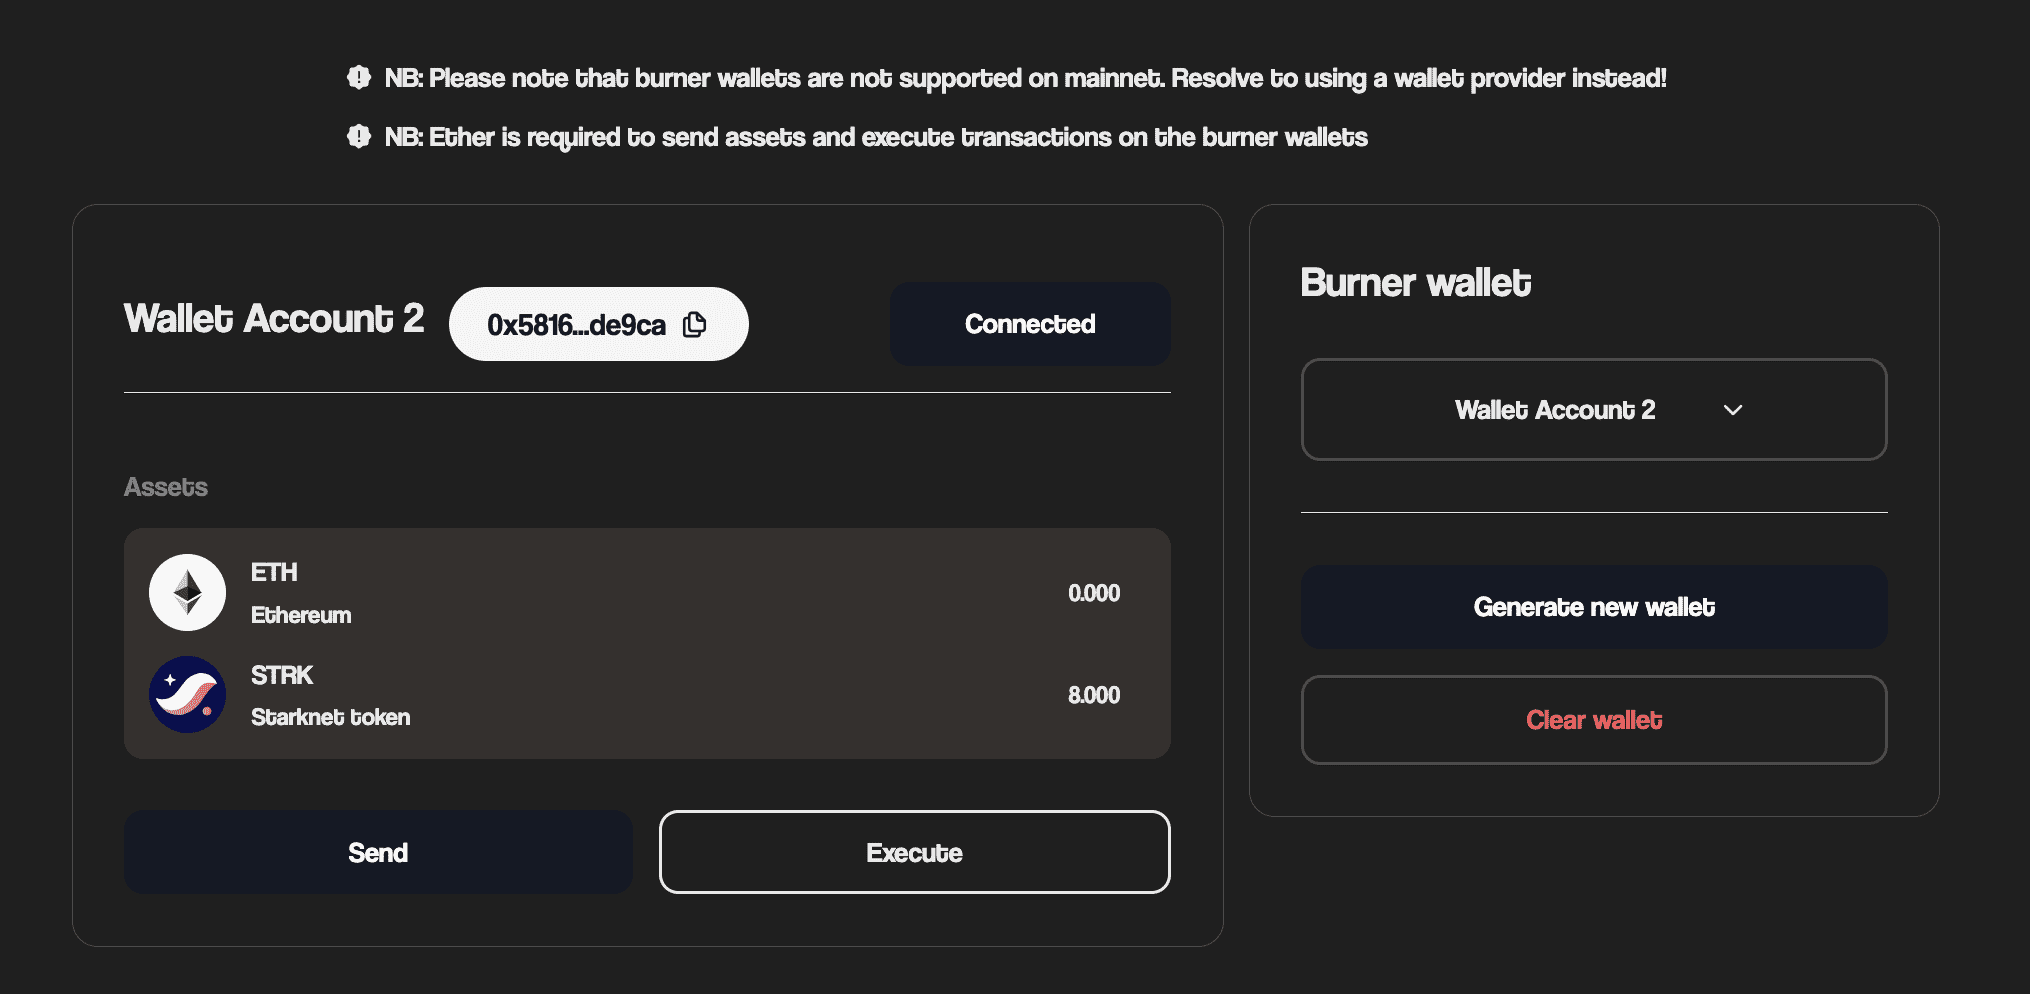 NB: Please note that burner wallets are not supported on mainnet. Resolve to using a wallet provider instead!
NB: Ether is required to send assets and execute transactions on the burner wallets
Wallet Account 2
0x5816...de9ca
Connected
Assets
ETH
Ethereum
0.000
STRK
Starknet token
8.000
Send
Execute
Burner wallet
Wallet Account 2
Generate new wallet
Clear wallet